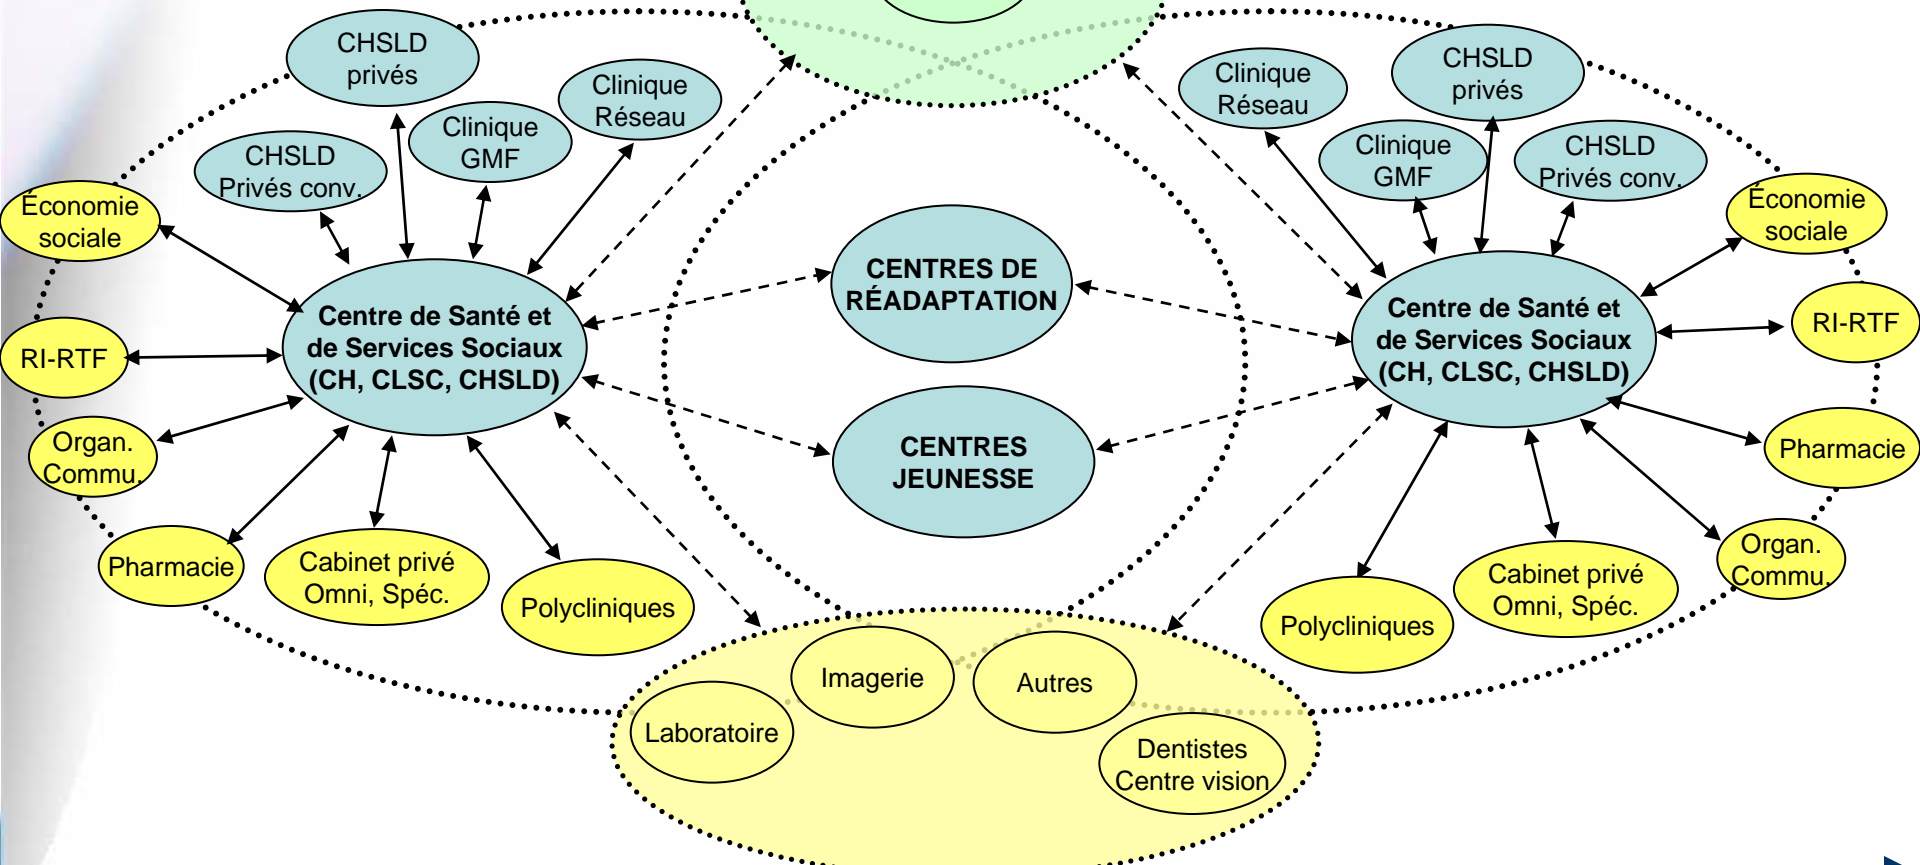 CHSLD
privés
Clinique
Réseau
Clinique
GMF
CHSLD
Privés conv.
Économie
sociale
RI-RTF
Organ.
Commu.
Pharmacie
Cabinet privé
Omni, Spéc.
Polycliniques
Centre de Santé et
de Services Sociaux
(CH, CLSC, CHSLD)
CENTRES DE
RÉADAPTATION
CENTRES
JEUNESSE
Clinique
Réseau
CHSLD
privés
Clinique
GMF
CHSLD
Privés conv.
Économie
sociale
RI-RTF
Centre de Santé et
de Services Sociaux
(CH, CLSC, CHSLD)
Pharmacie
Organ.
Commu.
Cabinet privé
Omni, Spéc.
Polycliniques
Laboratoire
Imagerie
Autres
Dentistes
Centre vision